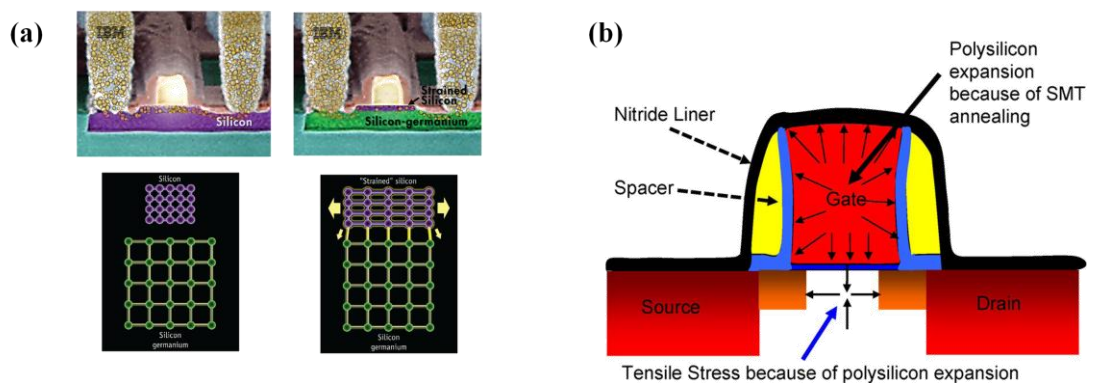 (a)
IBM
Silicon
IBM
Strained
Silicon
Silicon-germanium
Silicon
Silicon
germanium
"Strained" silicon
Silicon
germanium
(b)
Polysilicon
expansion
because of SMT
annealing
Nitride Liner
Spacer
Gate
Source
Drain
Tensile Stress because of polysilicon expansion